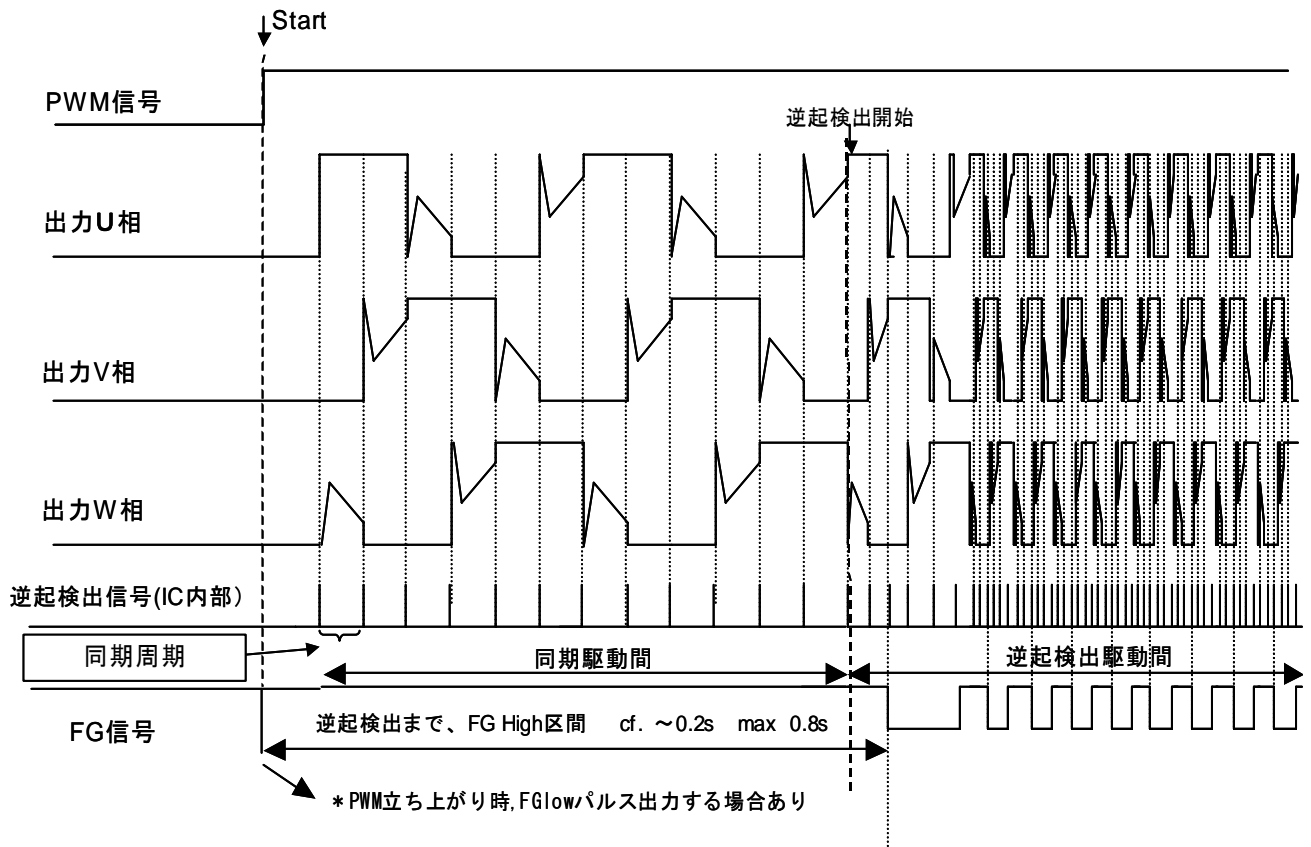 Start
PWM信号
逆起検出開始
出力U相
出力V相
出力W相
逆起検出信号(IC内部)
同期周期
同期駆動間
逆起検出駆動間
FG信号
逆起検出まで、FG High区間 cf. ～0.2s max 0.8s
＊PWM立ち上がり時,FGlowパルス出力する場合あり